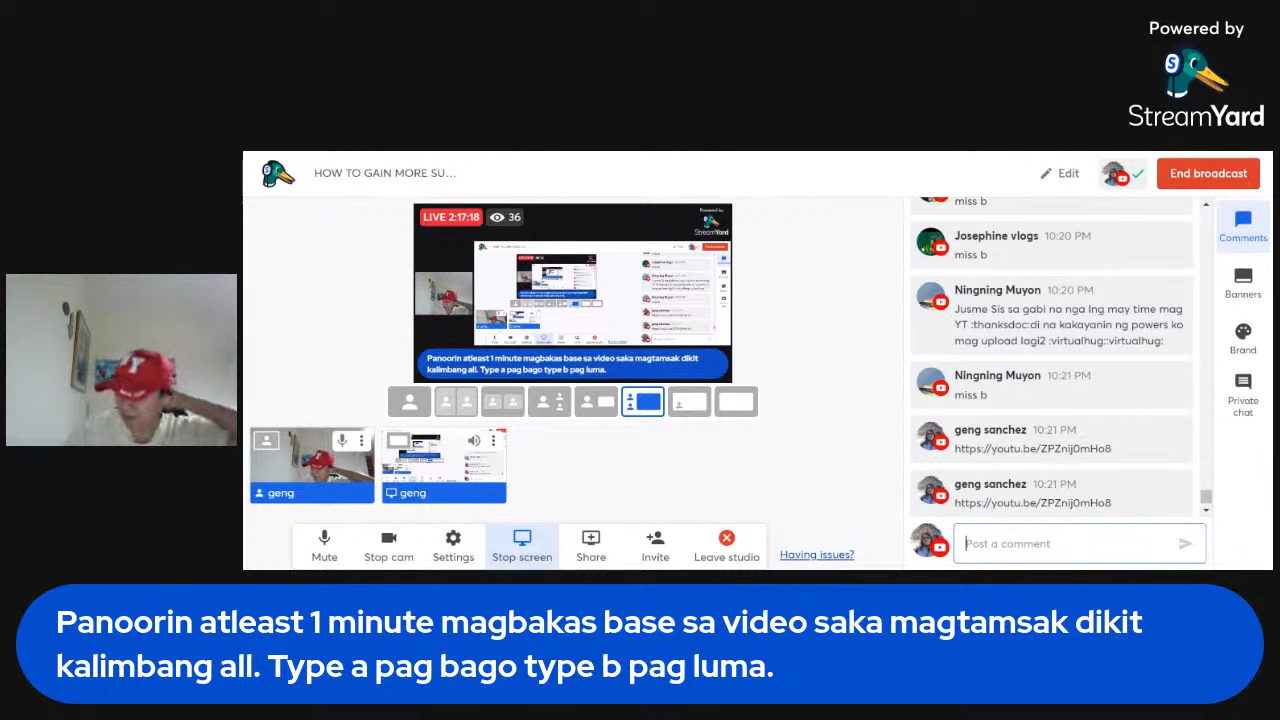 Powered by
StreamYard
HOW TO GAIN MORE SU...
Edit
End broadcast
LIVE 2:17:18
36
Powered by
StreamYard
Panoorin atleast 1 minute magbakas base sa video saka magtamsak dikit
kalimbang all. Type a pag bago type b pag luma.
geng
geng
Mute
Stop cam
Settings
Stop screen
Share
Invite
Leave studio
Having issues?
miss b
Josephine vlogs 10:20 PM
miss b
Ningning Muyon 10:20 PM
Jusme Sis sa gabi na nga lng may time mag
YT :thanksdoc:di na kakayahin ng powers ko
mag upload lagi2 :virtualhug::virtualhug:
Ningning Muyon 10:21 PM
miss b
geng sanchez 10:21 PM
https://youtu.be/ZPZnij0mHo8
geng sanchez 10:21 PM
https://youtu.be/ZPZnij0mHo8
Post a comment
Comments
Banners
Brand
Private
chat
Panoorin atleast 1 minute magbakas base sa video saka magtamsak dikit
kalimbang all. Type a pag bago type b pag luma.